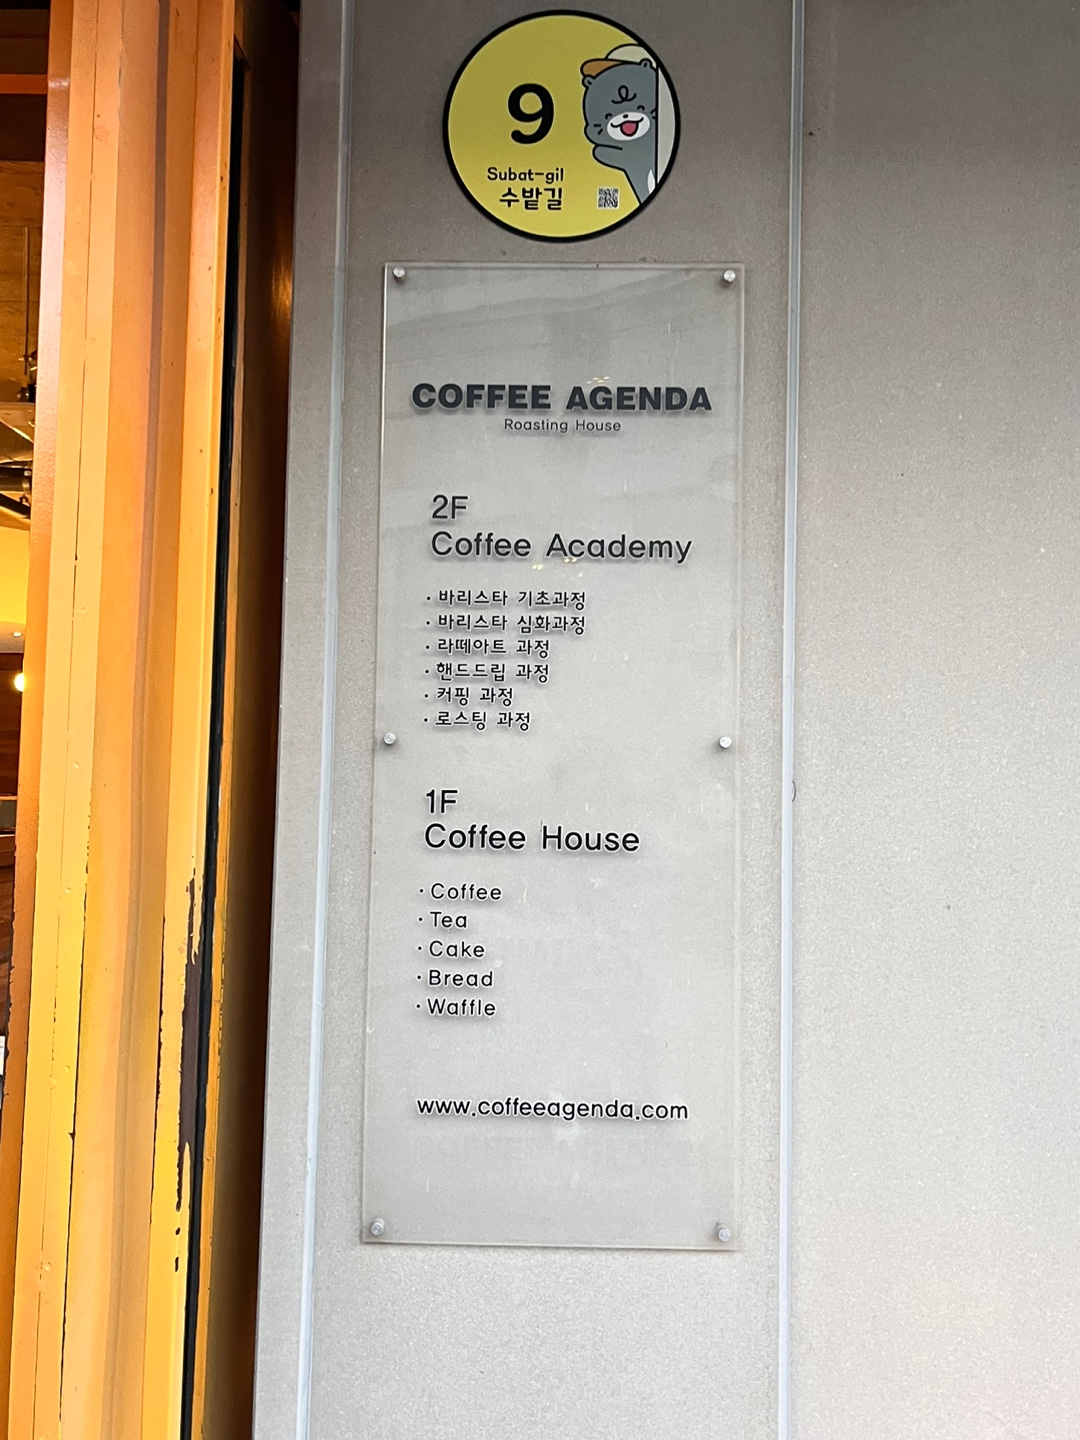 9
Subat-gil
수밭길
COFFEE AGENDA
Roasting House
2F
Coffee Academy
· 바리스타 기초과정
· 바리스타 심화과정
· 라떼아트 과정
· 핸드드립 과정
· 커핑 과정
· 로스팅 과정
1F
Coffee House
· Coffee
· Tea
· Cake
· Bread
· Waffle
www.coffeeagenda.com